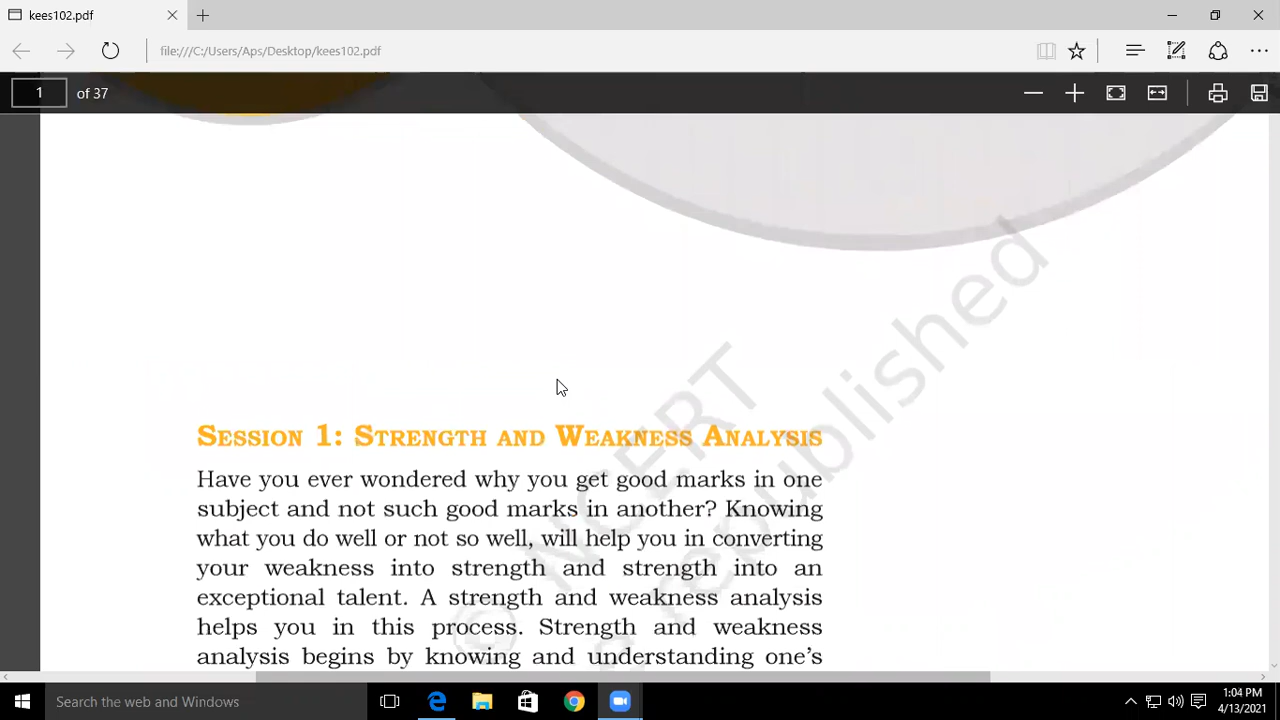 kees102.pdf
file:///C:/Users/Aps/Desktop/kees102.pdf
1 of 37
SESSION 1: STRENGTH AND WEAKNESS ANALYSIS
Have you ever wondered why you get good marks in one
subject and not such good marks in another? Knowing
what you do well or not so well, will help you in converting
your weakness into strength and strength into an
exceptional talent. A strength and weakness analysis
helps you in this process. Strength and weakness
analysis begins by knowing and understanding one's
© NCERT
republished
Search the web and Windows
1:04 PM
4/13/2021